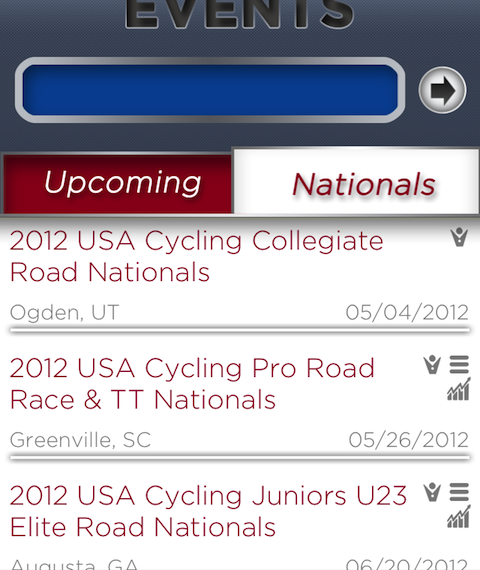 EVENTS
Upcoming
Nationals
2012 USA Cycling Collegiate
Road Nationals
Ogden, UT 05/04/2012
2012 USA Cycling Pro Road
Race & TT Nationals
Greenville, SC 05/26/2012
2012 USA Cycling Juniors U23
Elite Road Nationals
Augusta, GA 06/20/2012